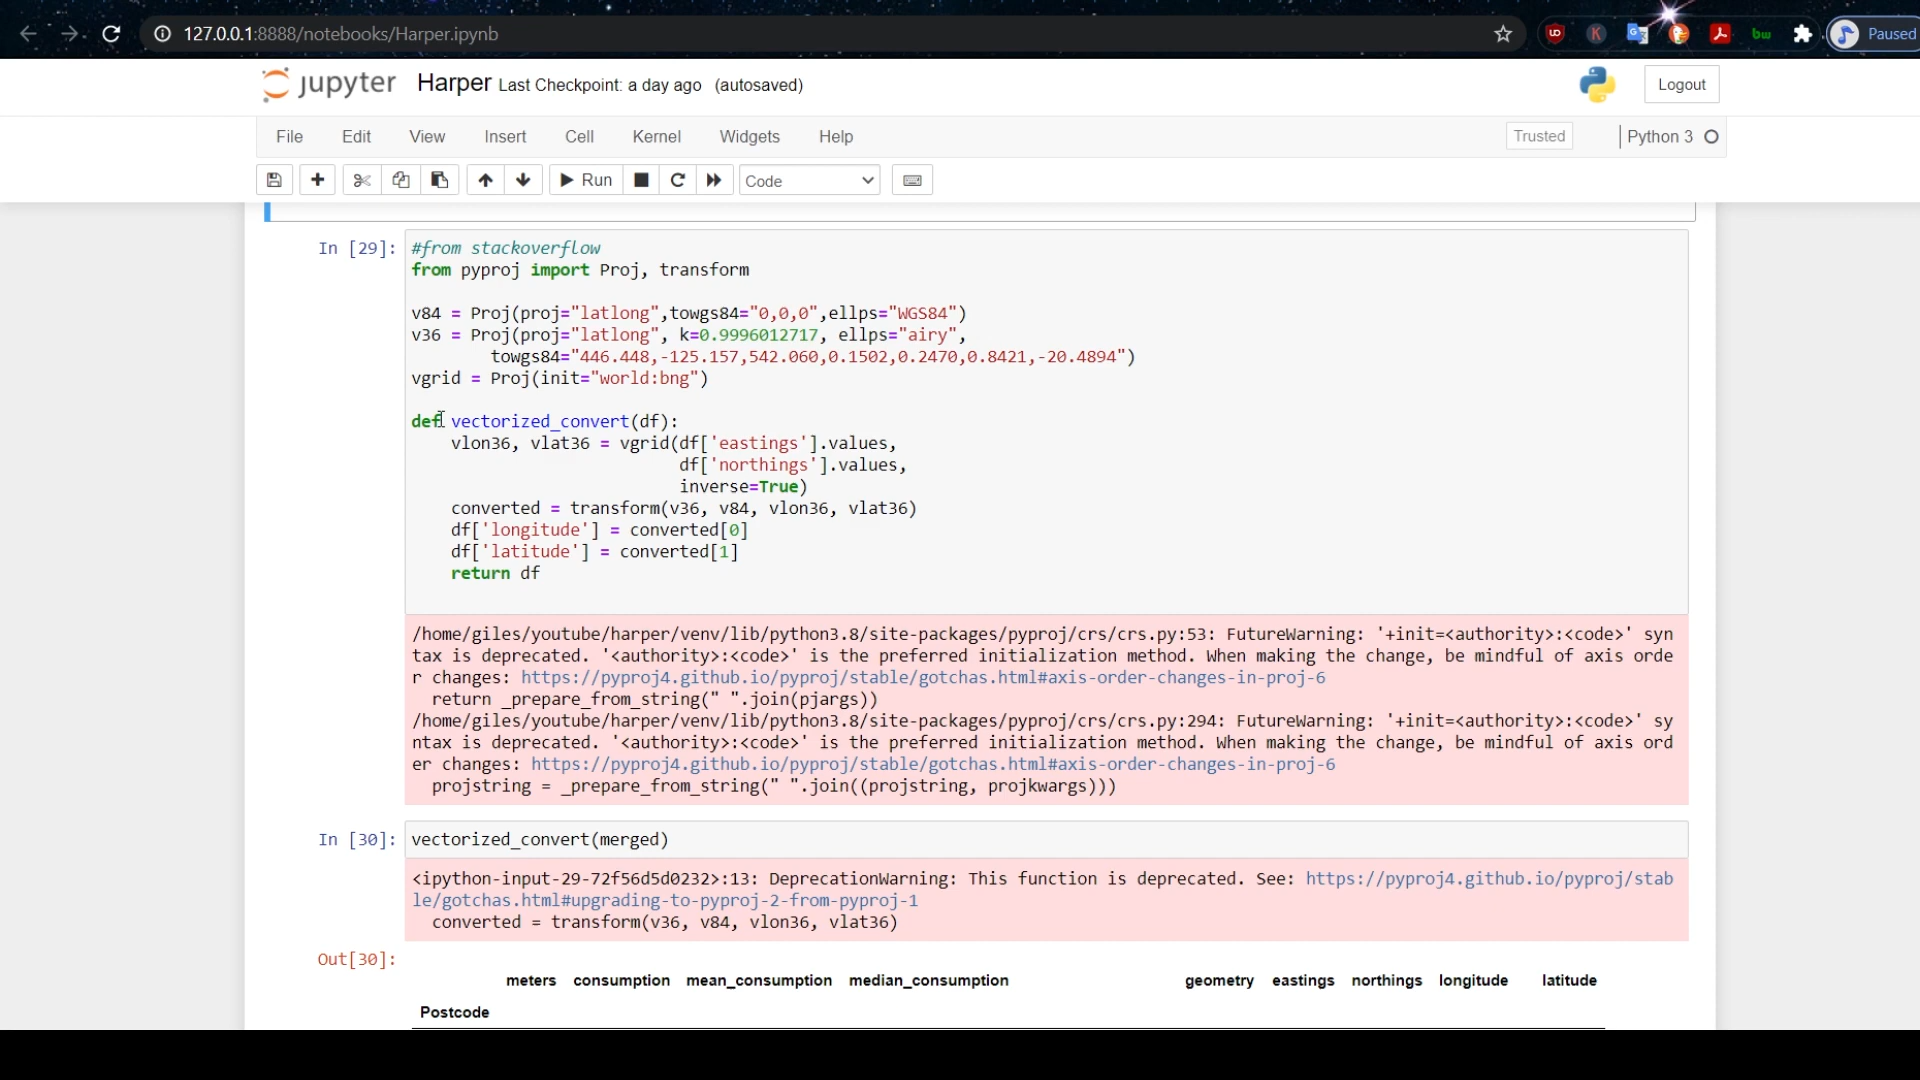 127.0.0.1:8888/notebooks/Harper.ipynb
Paused
jupyter Harper Last Checkpoint: a day ago (autosaved)
Logout
File Edit View Insert Cell Kernel Widgets Help
Trusted Python 3
Run Code
In [29]:
#from stackoverflow
from pyproj import Proj, transform
v84 = Proj(proj="latlong",towgs84="0,0,0",ellps="WGS84")
v36 = Proj(proj="latlong", k=0.9996012717, ellps="airy",
towgs84="446.448,-125.157,542.060,0.1502,0.2470,0.8421,-20.4894")
vgrid = Proj(init="world:bng")
def vectorized_convert(df):
vlon36, vlat36 = vgrid(df['eastings'].values,
df['northings'].values,
inverse=True)
converted = transform(v36, v84, vlon36, vlat36)
df['longitude'] = converted[0]
df['latitude'] = converted[1]
return df
/home/giles/youtube/harper/venv/lib/python3.8/site-packages/pyproj/crs/crs.py:53: FutureWarning: '+init=<authority>:<code>' syn
tax is deprecated. '<authority>:<code>' is the preferred initialization method. When making the change, be mindful of axis orde
r changes: https://pyproj4.github.io/pyproj/stable/gotchas.html#axis-order-changes-in-proj-6
return _prepare_from_string(" ".join(pjargs))
/home/giles/youtube/harper/venv/lib/python3.8/site-packages/pyproj/crs/crs.py:294: FutureWarning: '+init=<authority>:<code>' sy
ntax is deprecated. '<authority>:<code>' is the preferred initialization method. When making the change, be mindful of axis ord
er changes: https://pyproj4.github.io/pyproj/stable/gotchas.html#axis-order-changes-in-proj-6
projstring = _prepare_from_string(" ".join((projstring, projkwargs)))
In [30]:
vectorized_convert(merged)
<ipython-input-29-72f56d5d0232>:13: DeprecationWarning: This function is deprecated. See: https://pyproj4.github.io/pyproj/stab
le/gotchas.html#upgrading-to-pyproj-2-from-pyproj-1
converted = transform(v36, v84, vlon36, vlat36)
Out[30]:
meters consumption mean_consumption median_consumption geometry eastings northings longitude latitude
Postcode